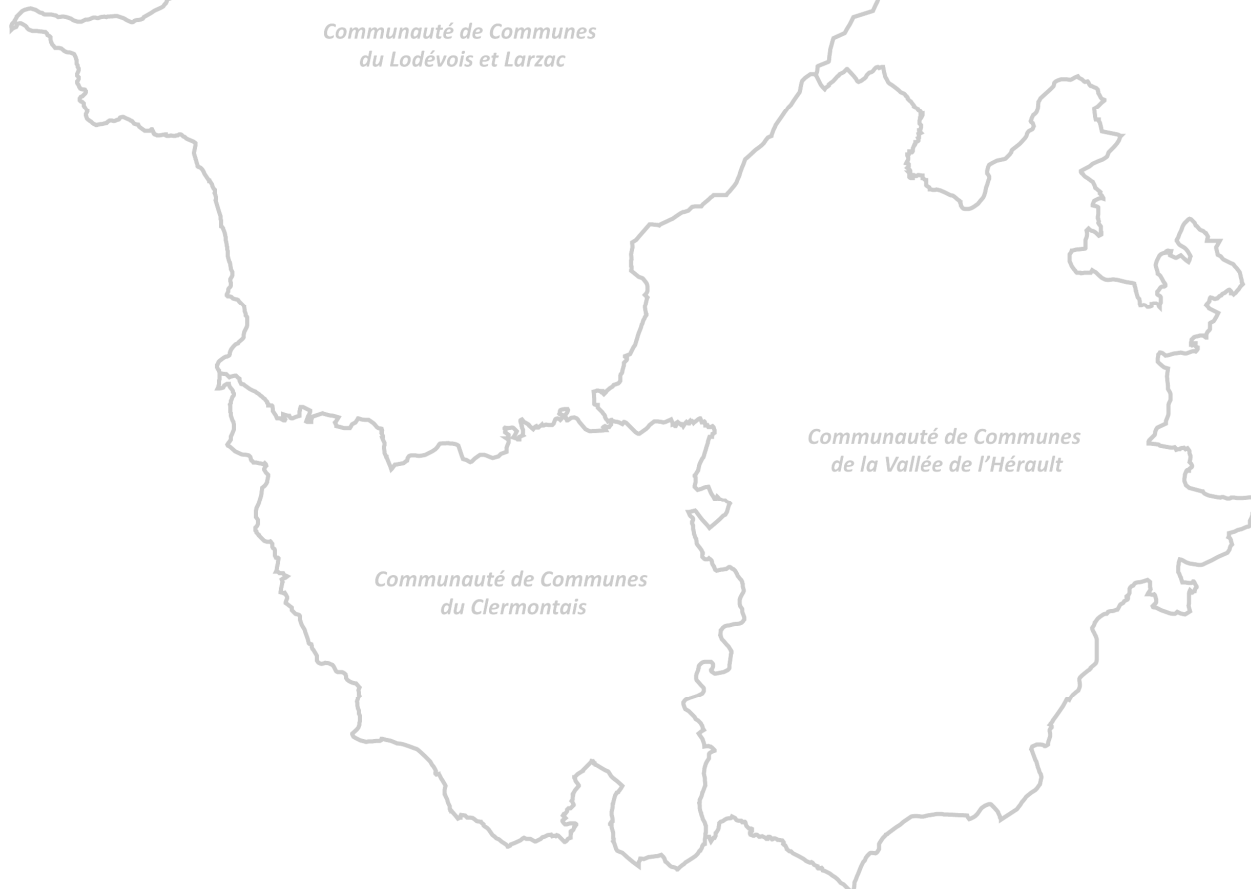 Communauté de Communes
du Lodévois et Larzac
Communauté de Communes
de la Vallée de l'Hérault
Communauté de Communes
du Clermontais